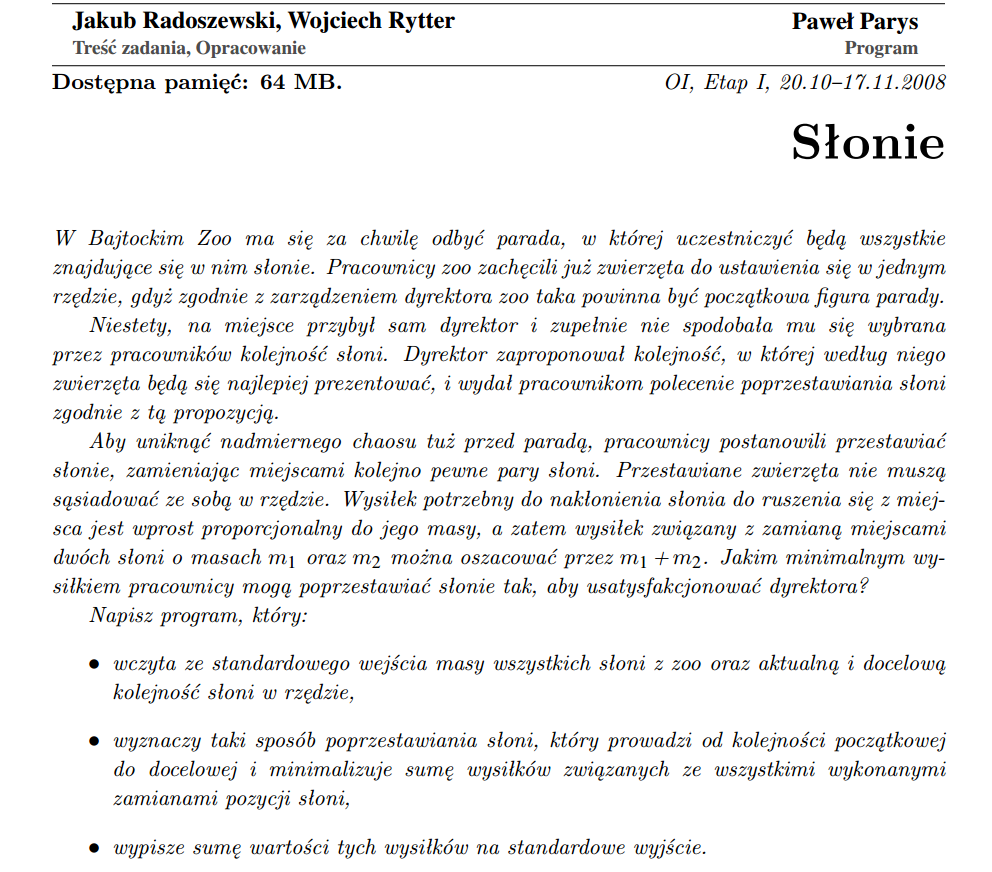 Jakub Radoszewski, Wojciech Rytter Paweł Parys
Treść zadania, Opracowanie Program
Dostępna pamięć: 64 MB. OI, Etap I, 20.10–17.11.2008
Słonie
W Bajtockim Zoo ma się za chwilę odbyć parada, w której uczestniczyć będą wszystkie
znajdujące się w nim słonie. Pracownicy zoo zachęcili już zwierzęta do ustawienia się w jednym
rzędzie, gdyż zgodnie z zarządzeniem dyrektora zoo taka powinna być początkowa figura parady.
Niestety, na miejsce przybył sam dyrektor i zupełnie nie spodobała mu się wybrana
przez pracowników kolejność słoni. Dyrektor zaproponował kolejność, w której według niego
zwierzęta będą się najlepiej prezentować, i wydał pracownikom polecenie poprzestawiania słoni
zgodnie z tą propozycją.
Aby uniknąć nadmiernego chaosu tuż przed paradą, pracownicy postanowili przestawiać
słonie, zamieniając miejscami kolejno pewne pary słoni. Przestawiane zwierzęta nie muszą
sąsiadować ze sobą w rzędzie. Wysiłek potrzebny do nakłonienia słonia do ruszenia się z miej-
sca jest wprost proporcjonalny do jego masy, a zatem wysiłek związany z zamianą miejscami
dwóch słoni o masach m₁ oraz m₂ można oszacować przez m₁ + m₂. Jakim minimalnym wy-
siłkiem pracownicy mogą poprzestawiać słonie tak, aby usatysfakcjonować dyrektora?
Napisz program, który:
• wczyta ze standardowego wejścia masy wszystkich słoni z zoo oraz aktualną i docelową
kolejność słoni w rzędzie,
• wyznaczy taki sposób poprzestawiania słoni, który prowadzi od kolejności początkowej
do docelowej i minimalizuje sumę wysiłków związanych ze wszystkimi wykonanymi
zamianami pozycji słoni,
• wypisze sumę wartości tych wysiłków na standardowe wyjście.